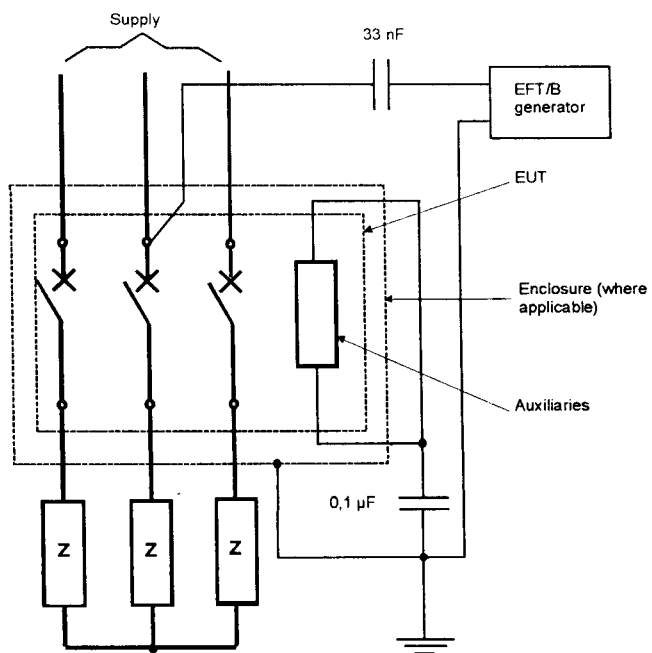 Supply
33 nF
EFT/B
generator
EUT
Enclosure (where
applicable)
Auxiliaries
0,1 µF
Z
Z
Z